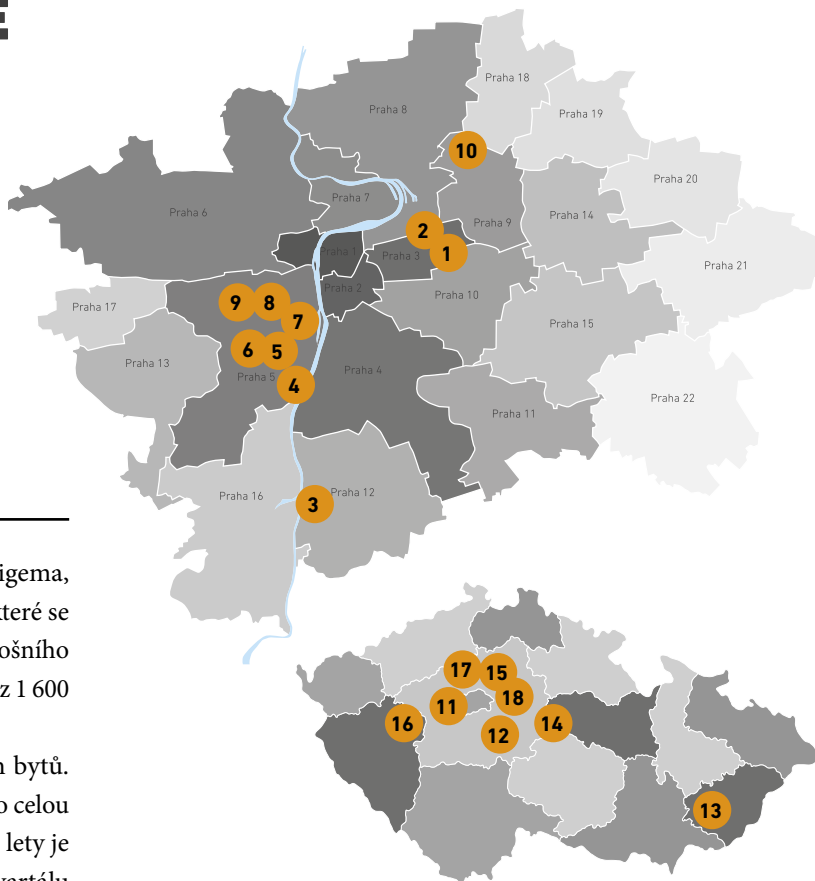 E
Praha 18
Praha 8
Praha 19
10
Praha 20
Praha 7
Praha 6
Praha 9
Praha 14
2
Praha 1
Praha 3
1
Praha 21
Praha 2
Praha 10
9
8
Praha 17
7
Praha 15
6
5
Praha 13
Praha 5
Praha 4
4
Praha 22
Praha 11
Praha 16
3
Praha 12
igema,
které se
ošního
z 1 600
bytů.
o celou
lety je
17
15
18
11
16
14
12
13